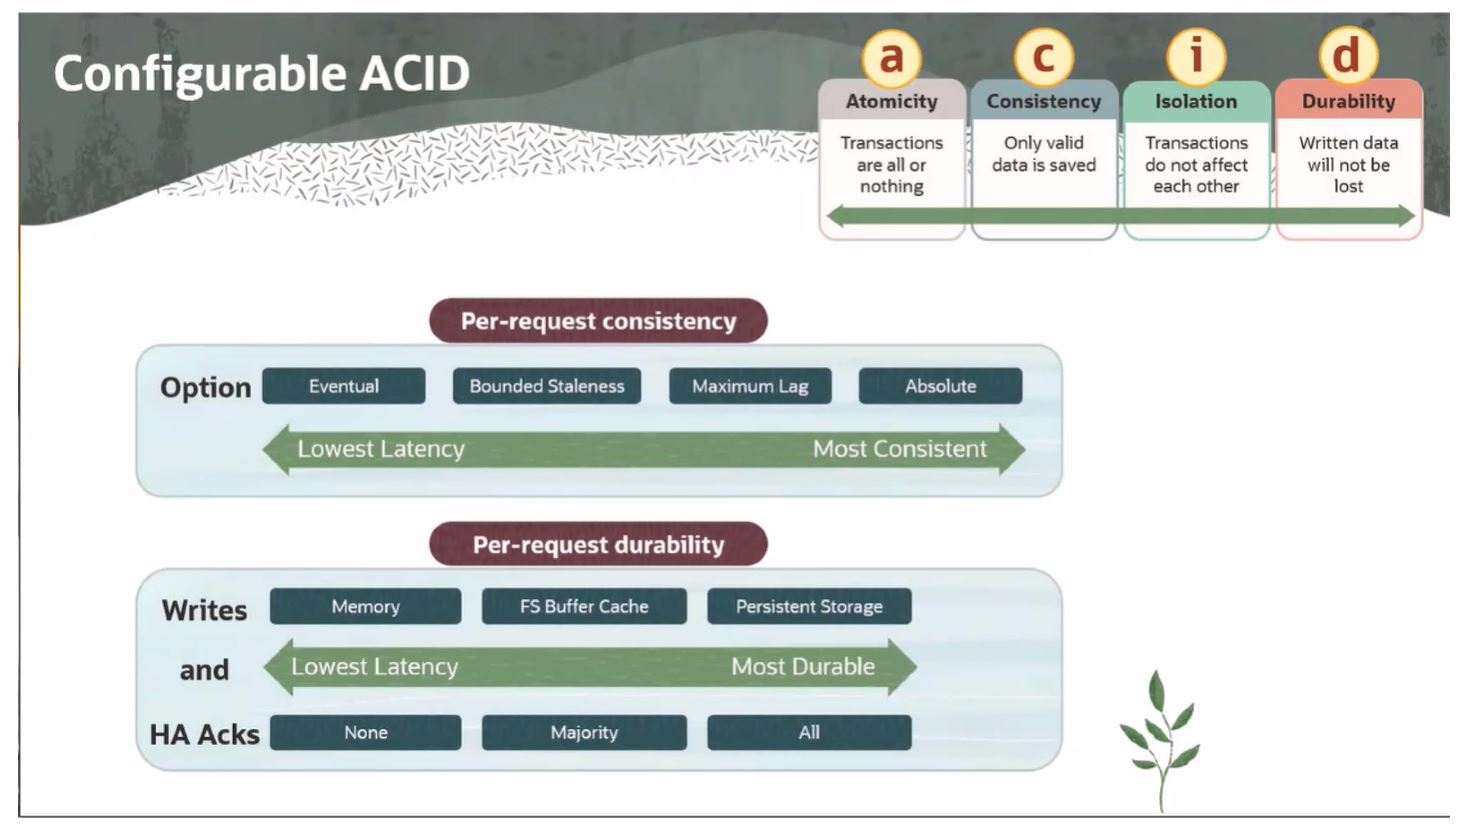 Configurable ACID
a
Atomicity
Transactions
are all or
nothing
c
Consistency
Only valid
data is saved
i
Isolation
Transactions
do not affect
each other
d
Durability
Written data
will not be
lost
Per-request consistency
Option
Eventual
Bounded Staleness
Maximum Lag
Absolute
Lowest Latency
Most Consistent
Per-request durability
Writes
Memory
FS Buffer Cache
Persistent Storage
and
Lowest Latency
Most Durable
HA Acks
None
Majority
All